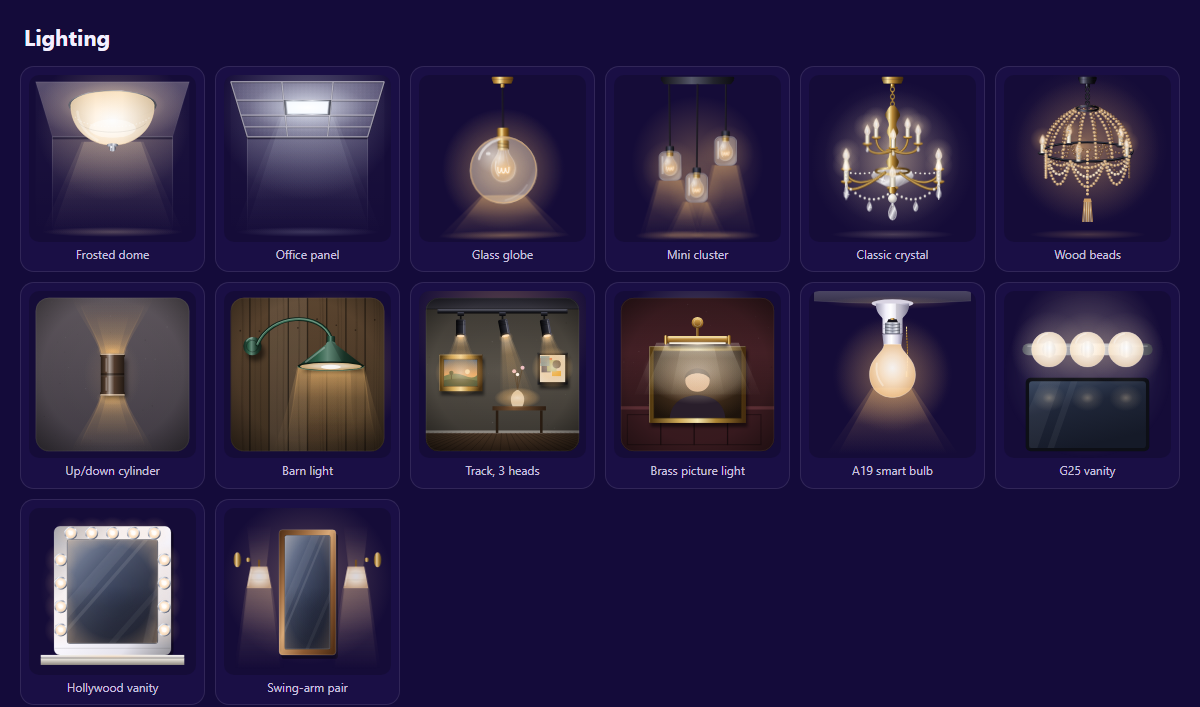 Lighting
Frosted dome
Office panel
Glass globe
Mini cluster
Classic crystal
Wood beads
Up/down cylinder
Barn light
Track, 3 heads
Brass picture light
A19 smart bulb
G25 vanity
Hollywood vanity
Swing-arm pair